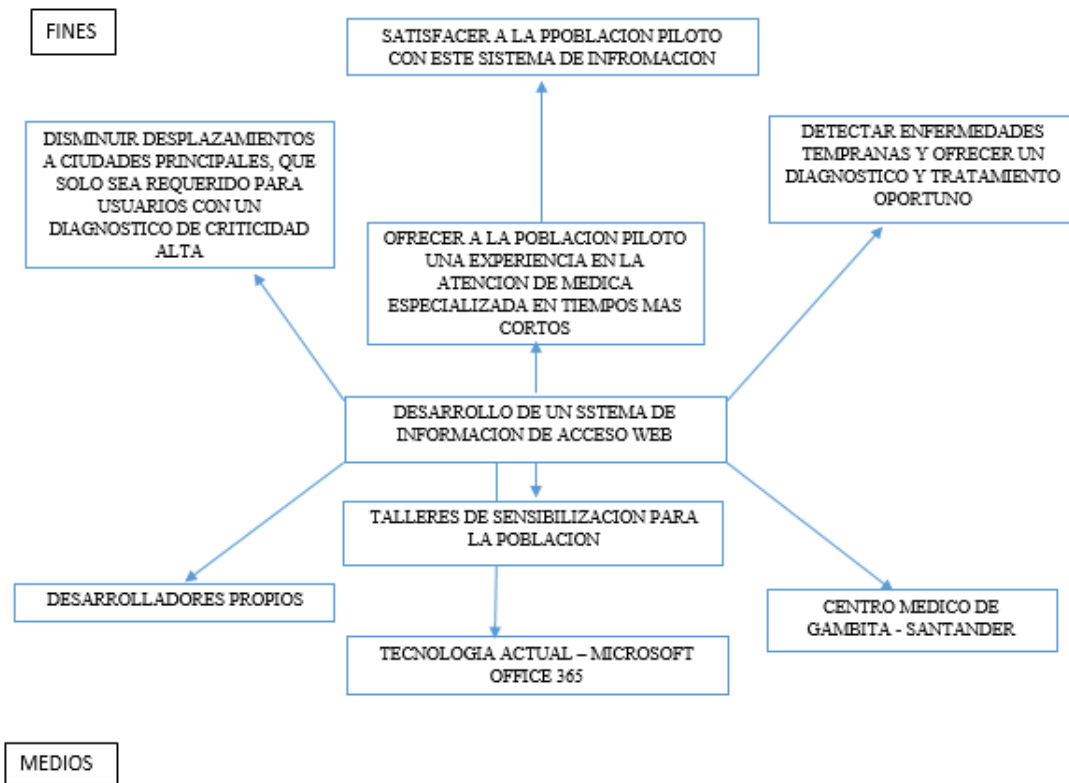 FINES
SATISFACER A LA PPOBLACION PILOTO
CON ESTE SISTEMA DE INFROMACION
DISMINUIR DESPLAZAMIENTOS
A CIUDADES PRINCIPALES, QUE
SOLO SEA REQUERIDO PARA
USUARIOS CON UN
DIAGNOSTICO DE CRITICIDAD
ALTA
DETECTAR ENFERMEDADES
TEMPRANAS Y OFRECER UN
DIAGNOSTICO Y TRATAMIENTO
OPORTUNO
OFRECER A LA POBLACION PILOTO
UNA EXPERIENCIA EN LA
ATENCION DE MEDICA
ESPECIALIZADA EN TIEMPOS MAS
CORTOS
DESARROLLO DE UN SSTEMA DE
INFORMACION DE ACCESO WEB
TALLERES DE SENSIBILIZACION PARA
LA POBLACION
DESARROLLADORES PROPIOS
CENTRO MEDICO DE
GAMBITA - SANTANDER
TECNOLOGIA ACTUAL – MICROSOFT
OFFICE 365
MEDIOS